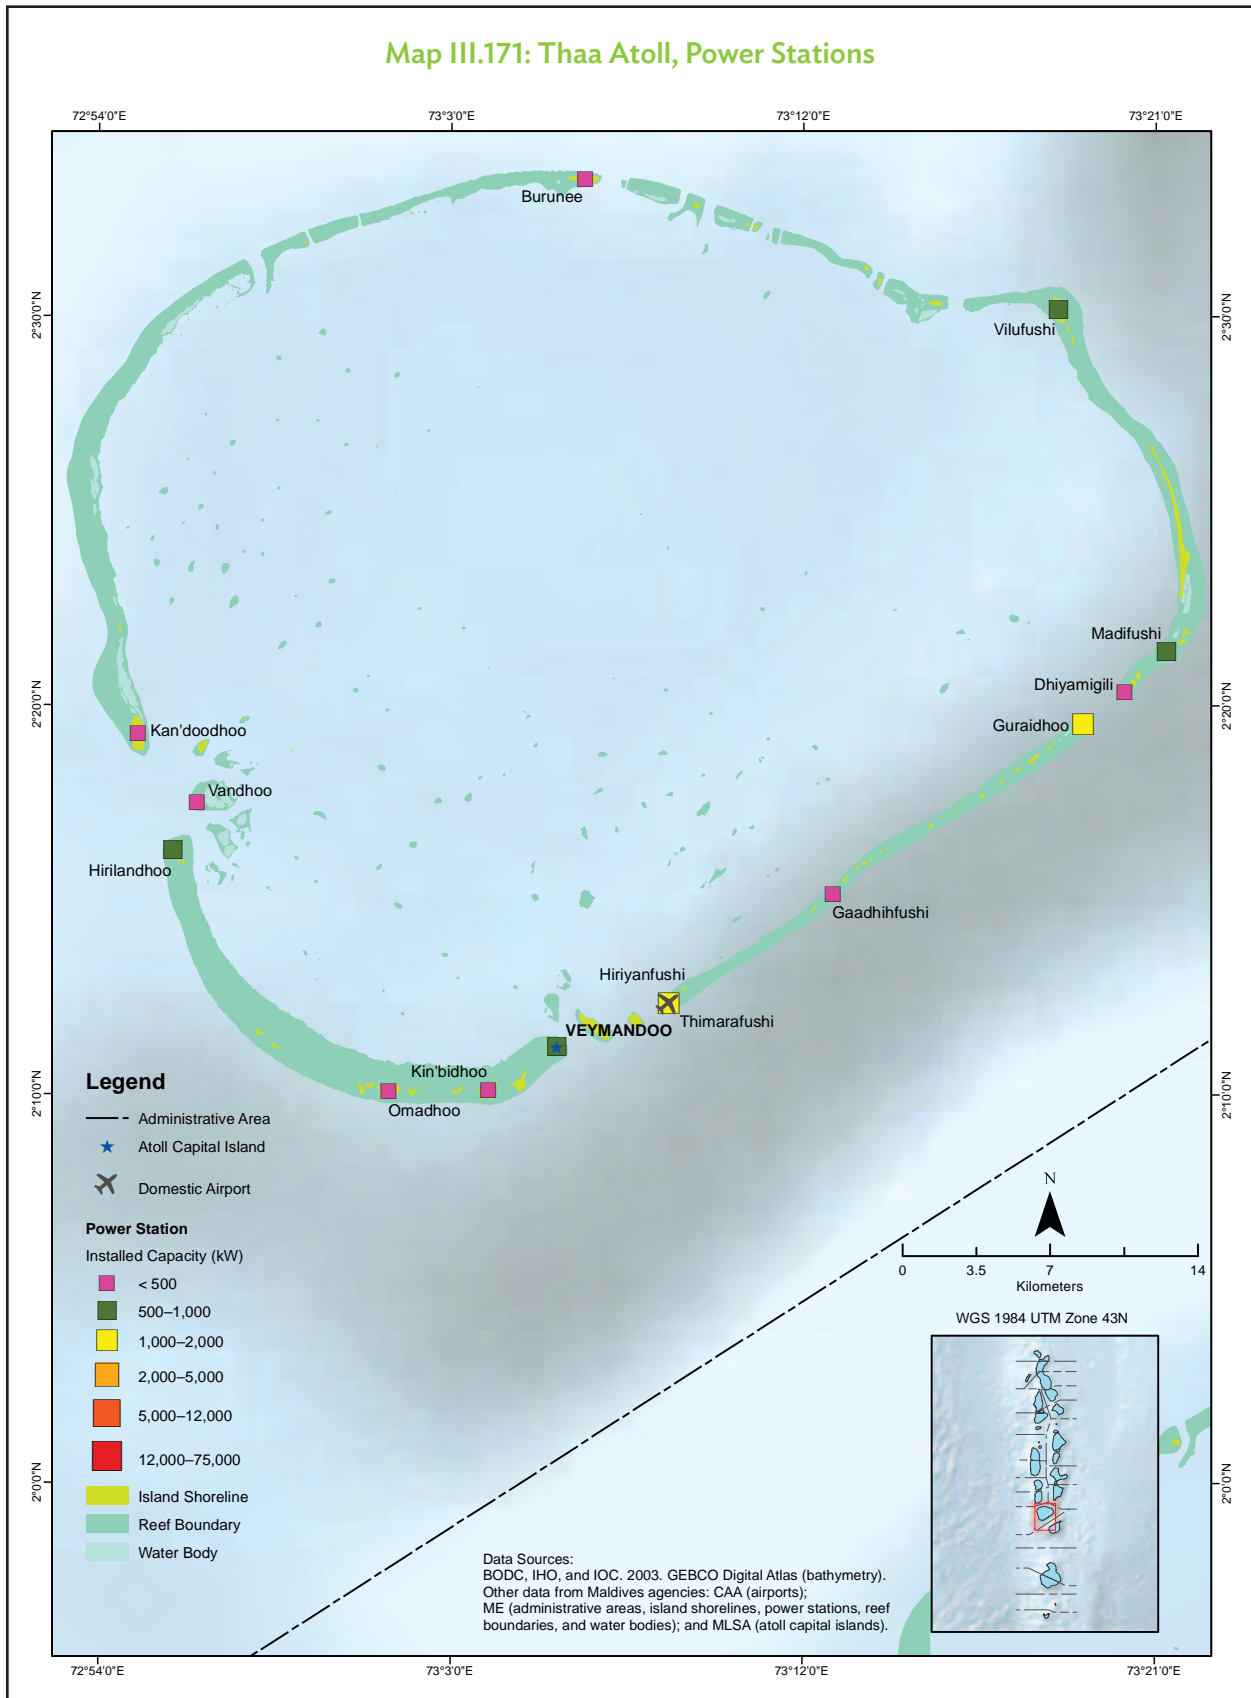 Map III.171: Thaa Atoll, Power Stations
72°54'0"E
73°3'0"E
73°12'0"E
73°21'0"E
Burunee
2°30'0"N
2°30'0"N
Vilufushi
Madifushi
Dhiyamigili
2°20'0"N
2°20'0"N
Guraidhoo
Kan'doodhoo
Vandhoo
Hirilandhoo
Gaadhihfushi
Hiriyanfushi
Thimarafushi
VEYMANDOO
Kin'bidhoo
Omadhoo
2°10'0"N
2°10'0"N
Legend
Administrative Area
Atoll Capital Island
Domestic Airport
Power Station
Installed Capacity (kW)
< 500
500–1,000
1,000–2,000
2,000–5,000
5,000–12,000
12,000–75,000
Island Shoreline
Reef Boundary
Water Body
N
0
3.5
7
14
Kilometers
WGS 1984 UTM Zone 43N
2°0'0"N
2°0'0"N
Data Sources:
BODC, IHO, and IOC. 2003. GEBCO Digital Atlas (bathymetry).
Other data from Maldives agencies: CAA (airports);
ME (administrative areas, island shorelines, power stations, reef
boundaries, and water bodies); and MLSA (atoll capital islands).
72°54'0"E
73°3'0"E
73°12'0"E
73°21'0"E